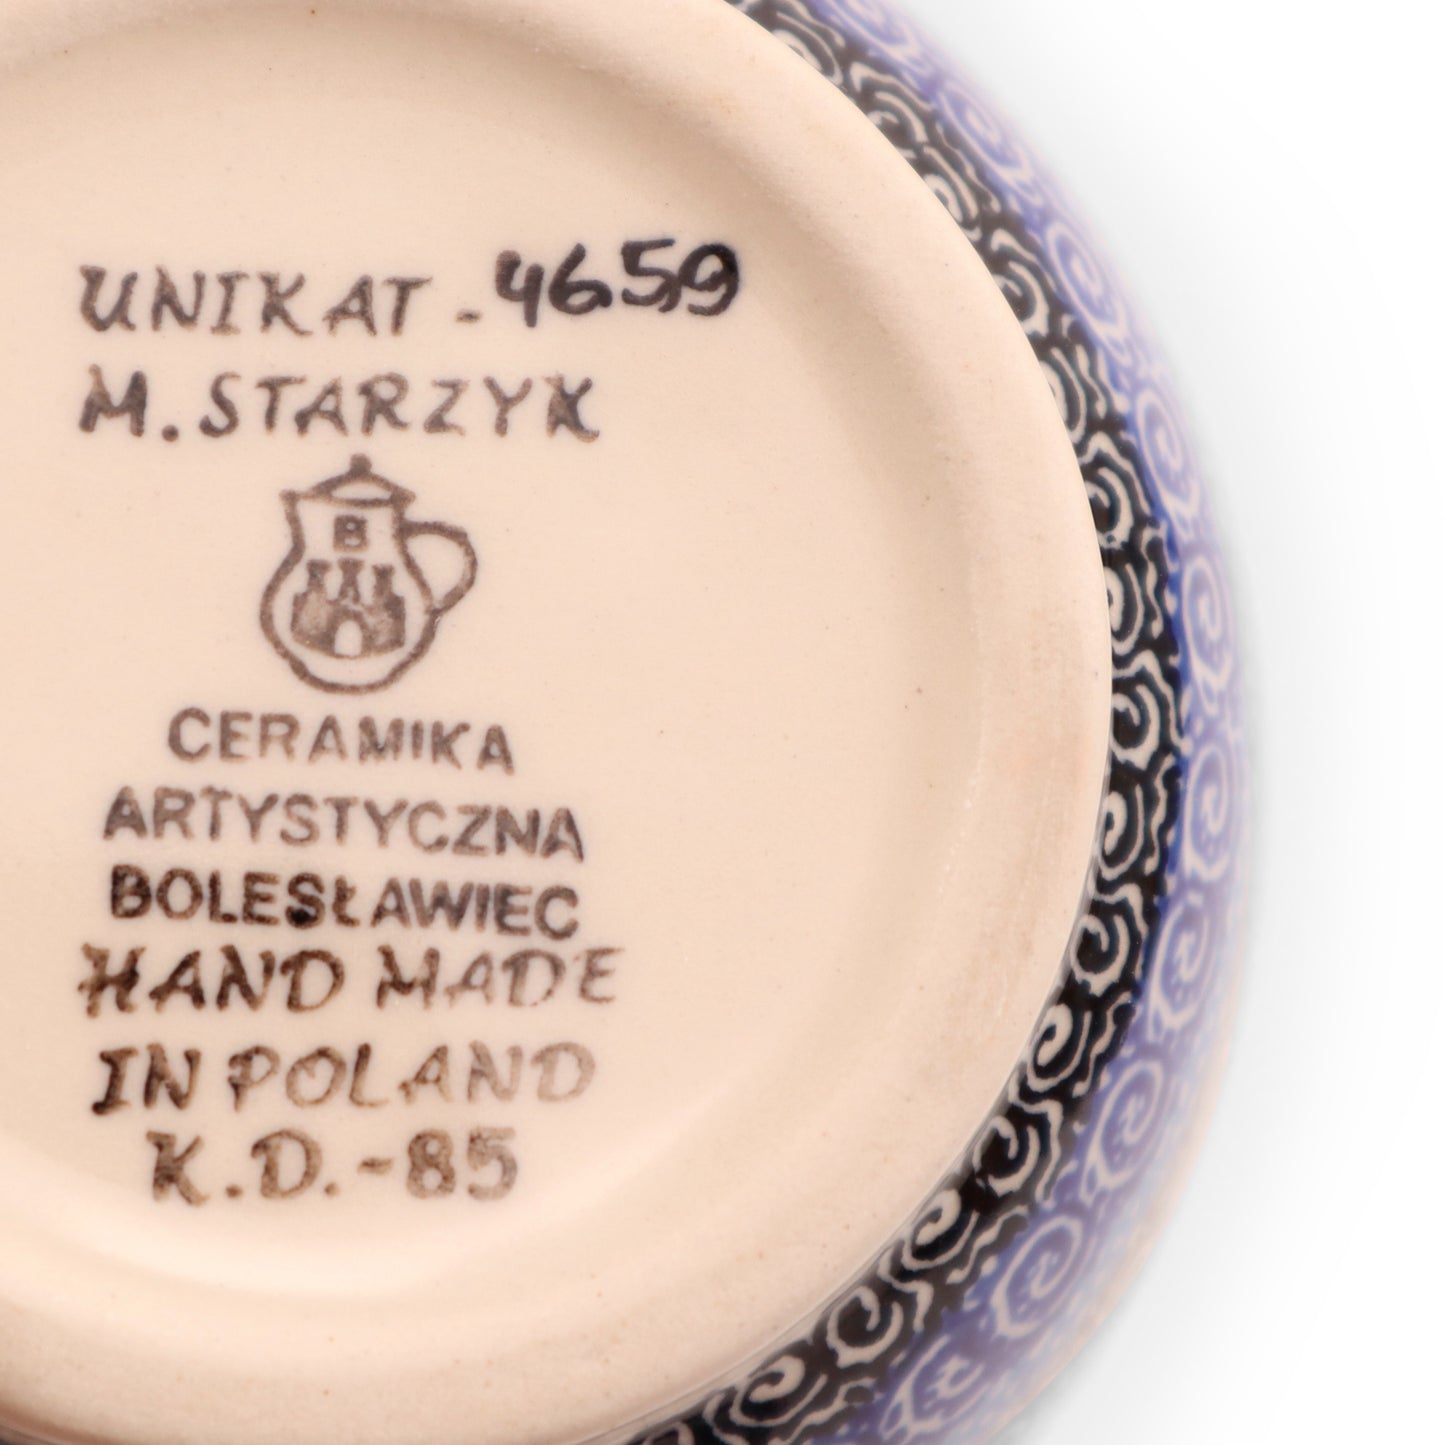 UNIKAT - 4659
M. STARZYK
B
CERAMIKA
ARTYSTYCZNA
BOLESŁAWIEC
HAND MADE
IN POLAND
K.D.-85